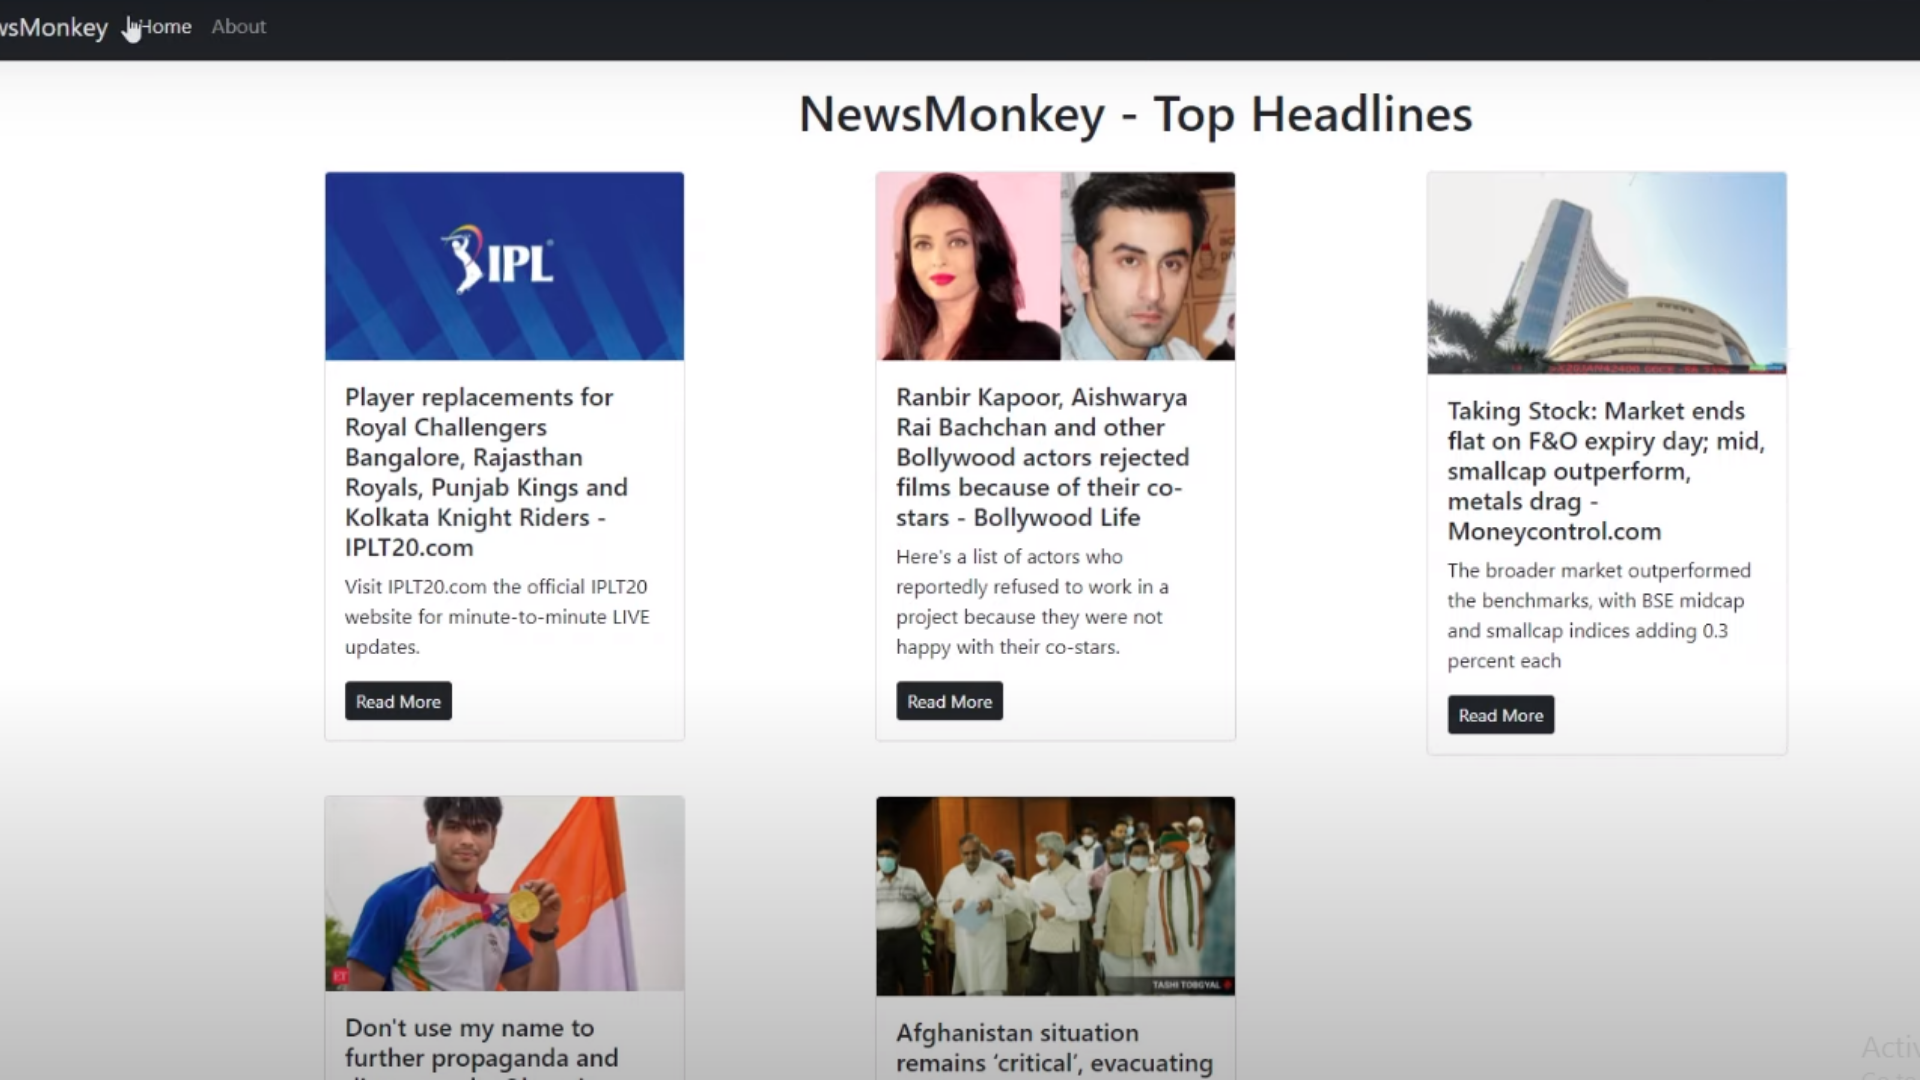 wsMonkey Home About
NewsMonkey - Top Headlines
IPL
Player replacements for
Royal Challengers
Bangalore, Rajasthan
Royals, Punjab Kings and
Kolkata Knight Riders -
IPLT20.com
Visit IPLT20.com the official IPLT20
website for minute-to-minute LIVE
updates.
Read More
Ranbir Kapoor, Aishwarya
Rai Bachchan and other
Bollywood actors rejected
films because of their co-
stars - Bollywood Life
Here's a list of actors who
reportedly refused to work in a
project because they were not
happy with their co-stars.
Read More
Taking Stock: Market ends
flat on F&O expiry day; mid,
smallcap outperform,
metals drag -
Moneycontrol.com
The broader market outperformed
the benchmarks, with BSE midcap
and smallcap indices adding 0.3
percent each
Read More
ET
Don't use my name to
further propaganda and
TASHI TOBGYAL
Afghanistan situation
remains ‘critical’, evacuating
Activ